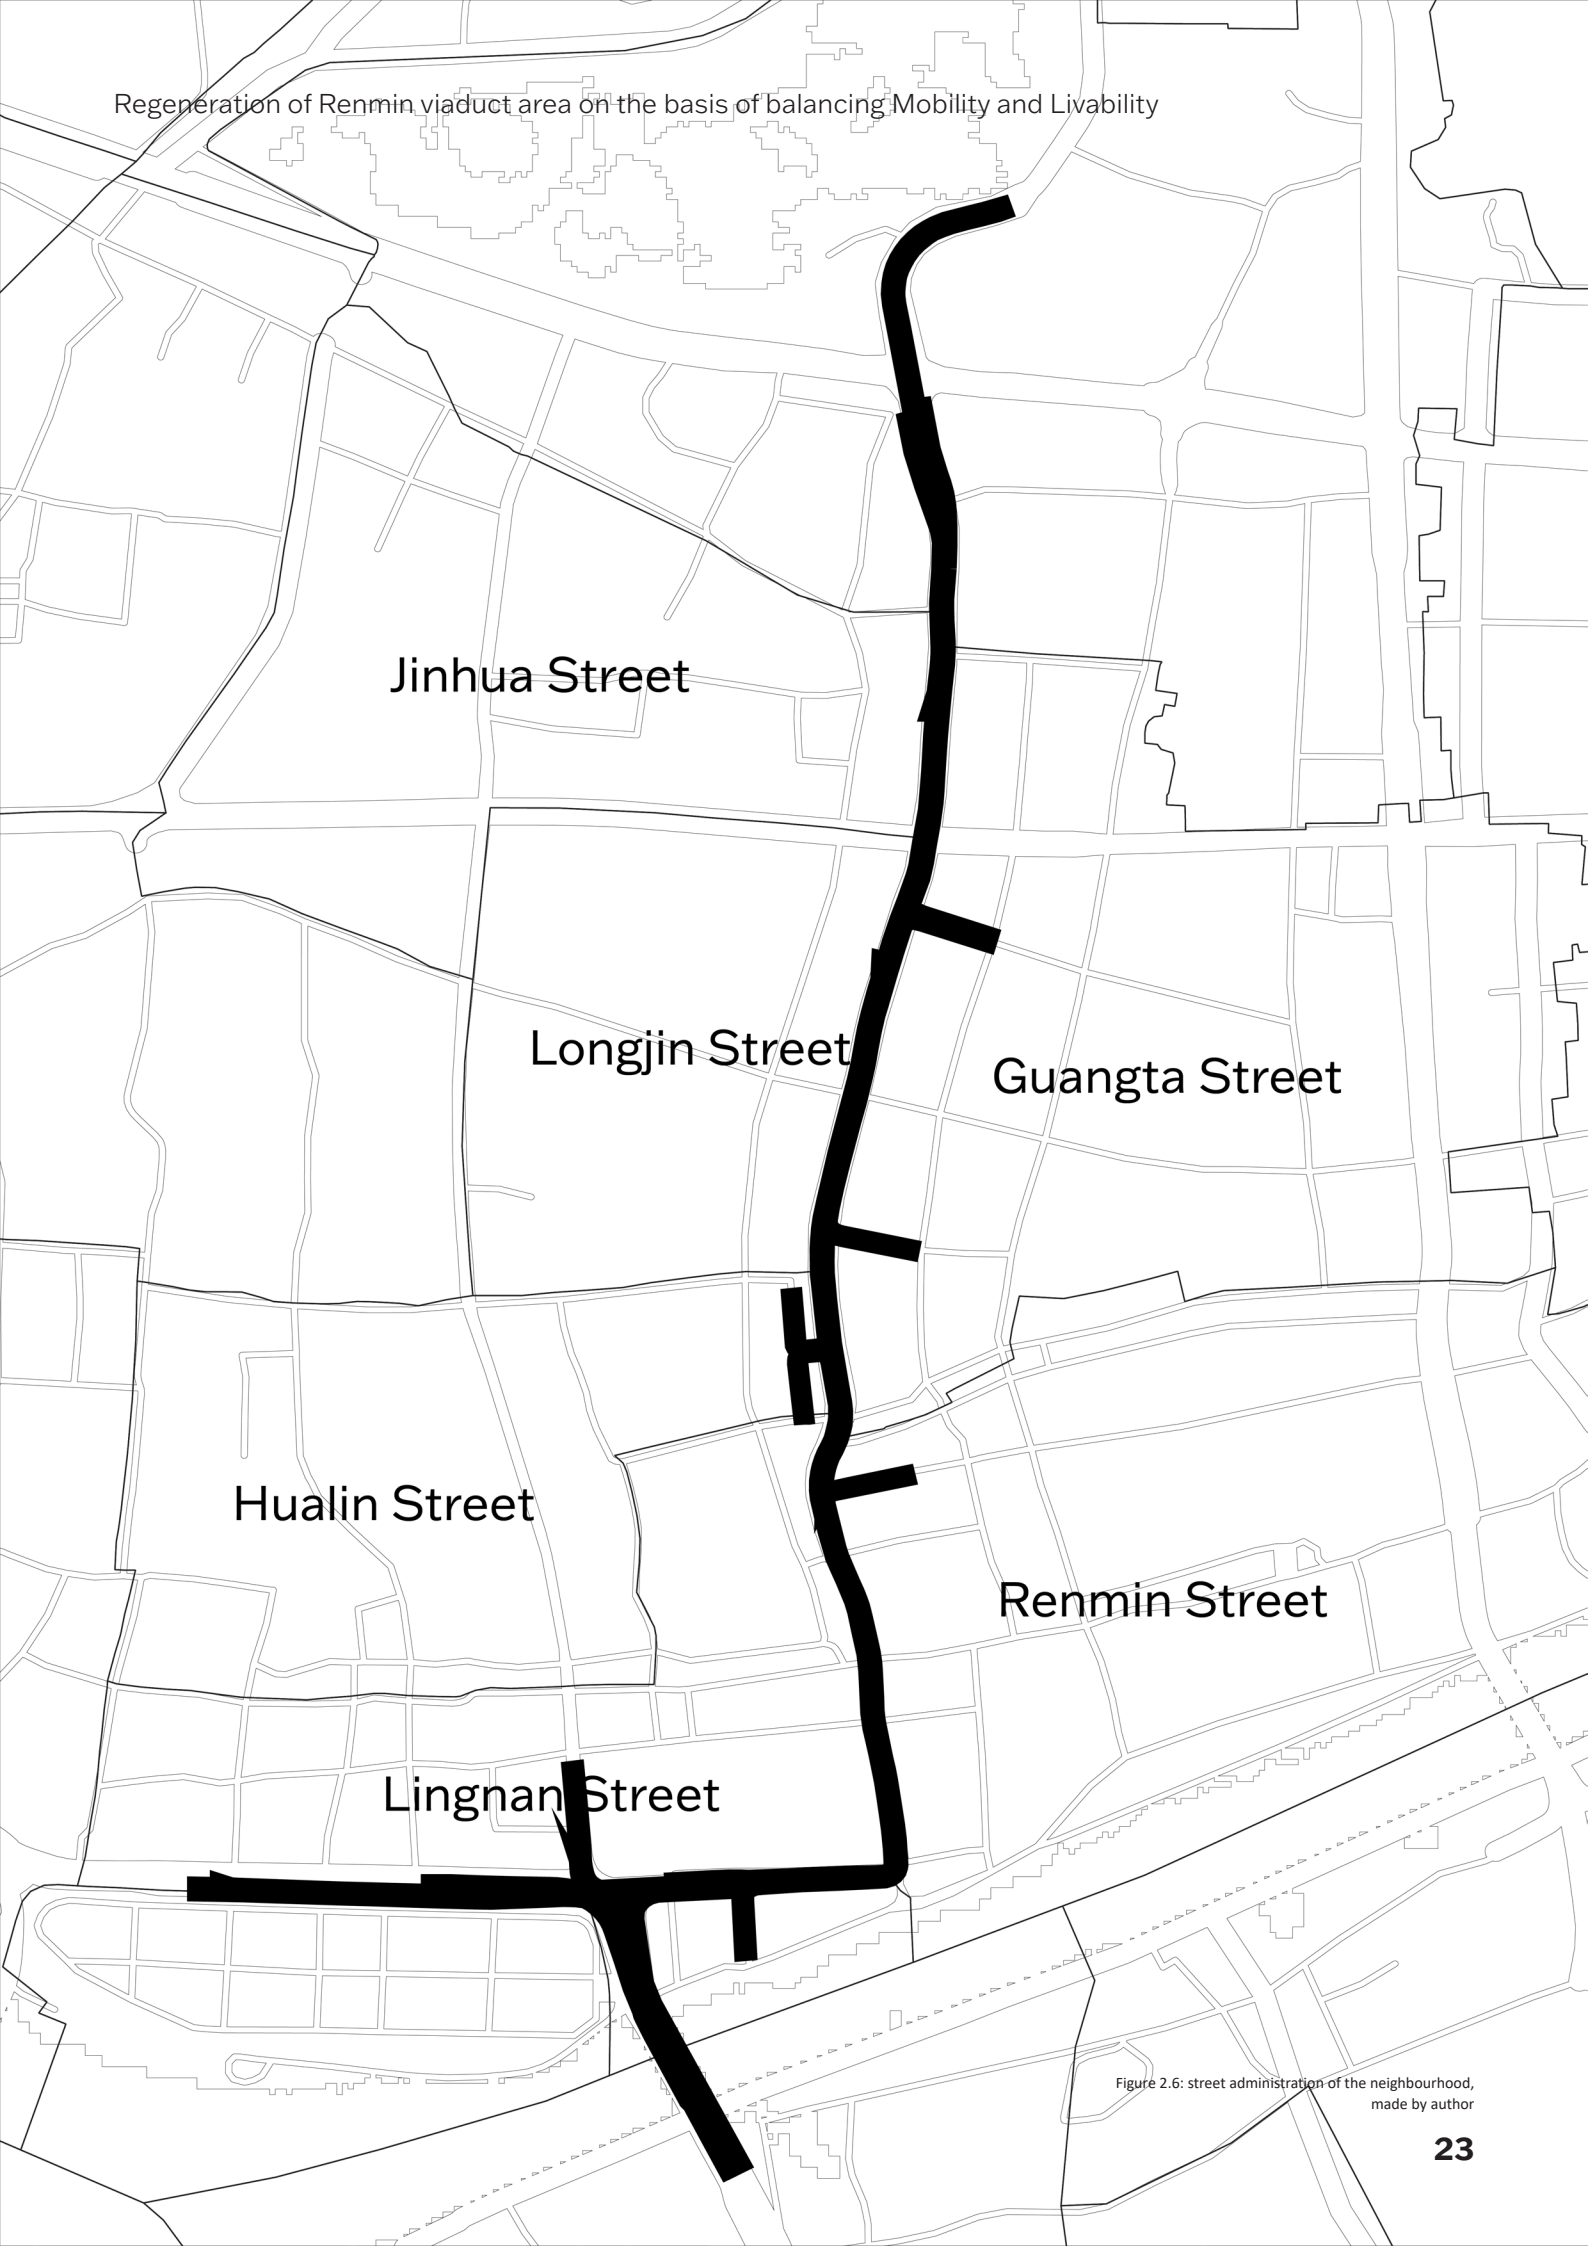 Regeneration of Renmin viaduct area on the basis of balancing Mobility and Livability
Jinhua Street
Longjin Street
Guangta Street
Hualin Street
Renmin Street
Lingnan Street
Figure 2.6: street administration of the neighbourhood,
made by author
23